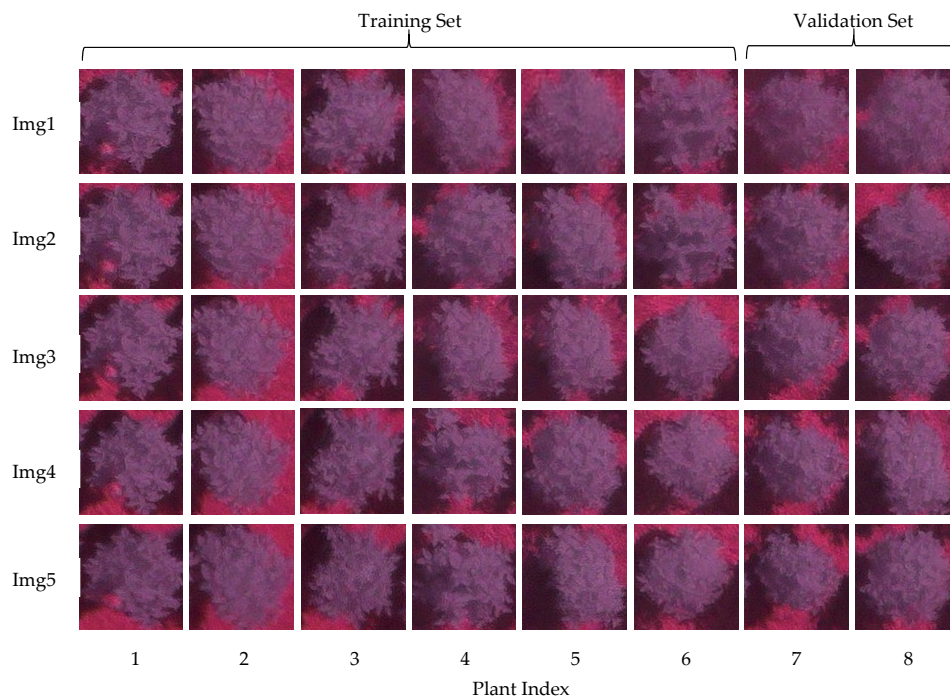 Training Set Validation Set
Img1
Img2
Img3
Img4
Img5
1 2 3 4 5 6 7 8
Plant Index